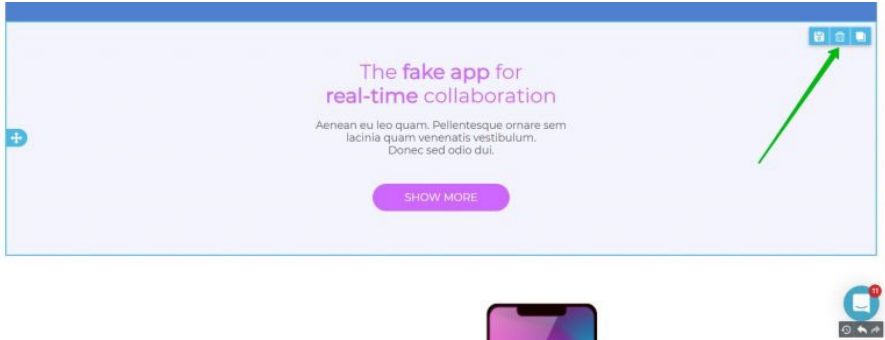 The fake app for
real-time collaboration
Aenean eu leo quam. Pellentesque ornare sem
lacinia quam venenatis vestibulum.
Donec sed odio dui.
SHOW MORE
11